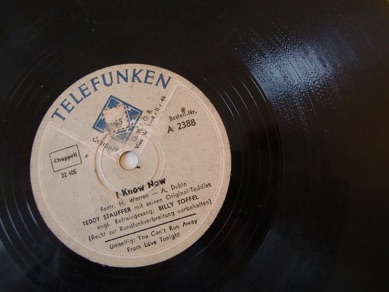 TELEFUNKEN
Bestell-Nr.
A 2388
Chappell
I Know Now
Foxtr. H. Warren — A. Dubin
TEDDY STAUFFER mit seinen Original-Teddies
engl. Refraingesang: BILLY TOFFEL
(Recht zur Rundfunkverbreitung vorbehalten)
Umseitig: You Can't Run Away
From Love Tonight